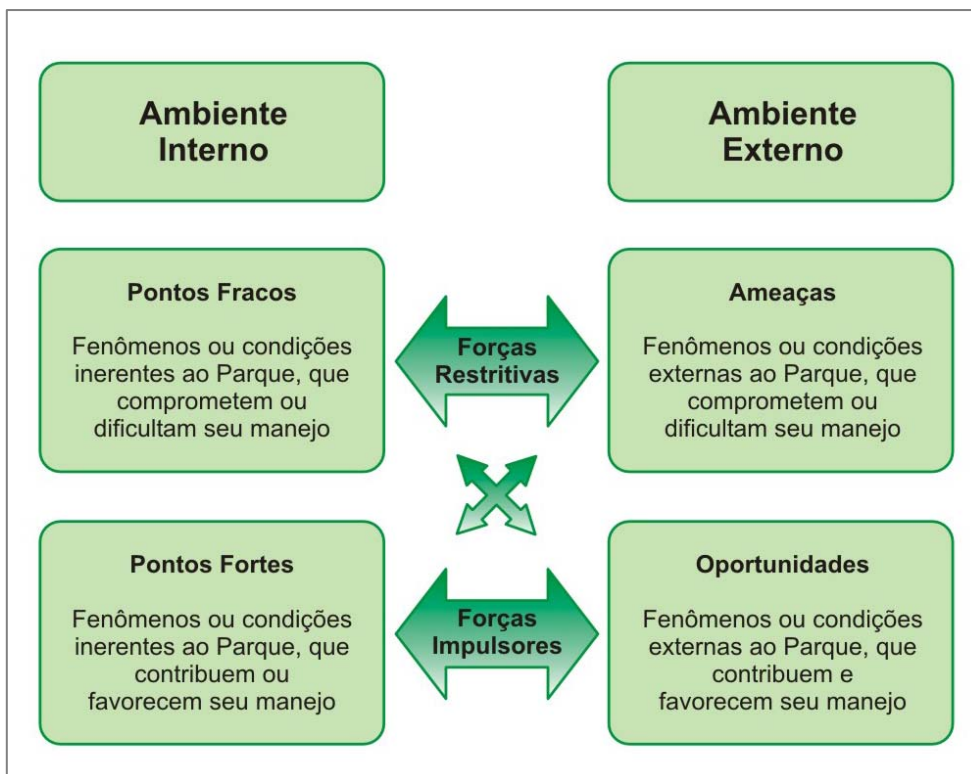 Ambiente
Interno
Ambiente
Externo
Pontos Fracos
Fenômenos ou condições
inerentes ao Parque, que
comprometem ou
dificultam seu manejo
Forças
Restritivas
Ameaças
Fenômenos ou condições
externas ao Parque, que
comprometem ou
dificultam seu manejo
Pontos Fortes
Fenômenos ou condições
inerentes ao Parque, que
contribuem ou
favorecem seu manejo
Forças
Impulsores
Oportunidades
Fenômenos ou condições
externas ao Parque, que
contribuem e
favorecem seu manejo